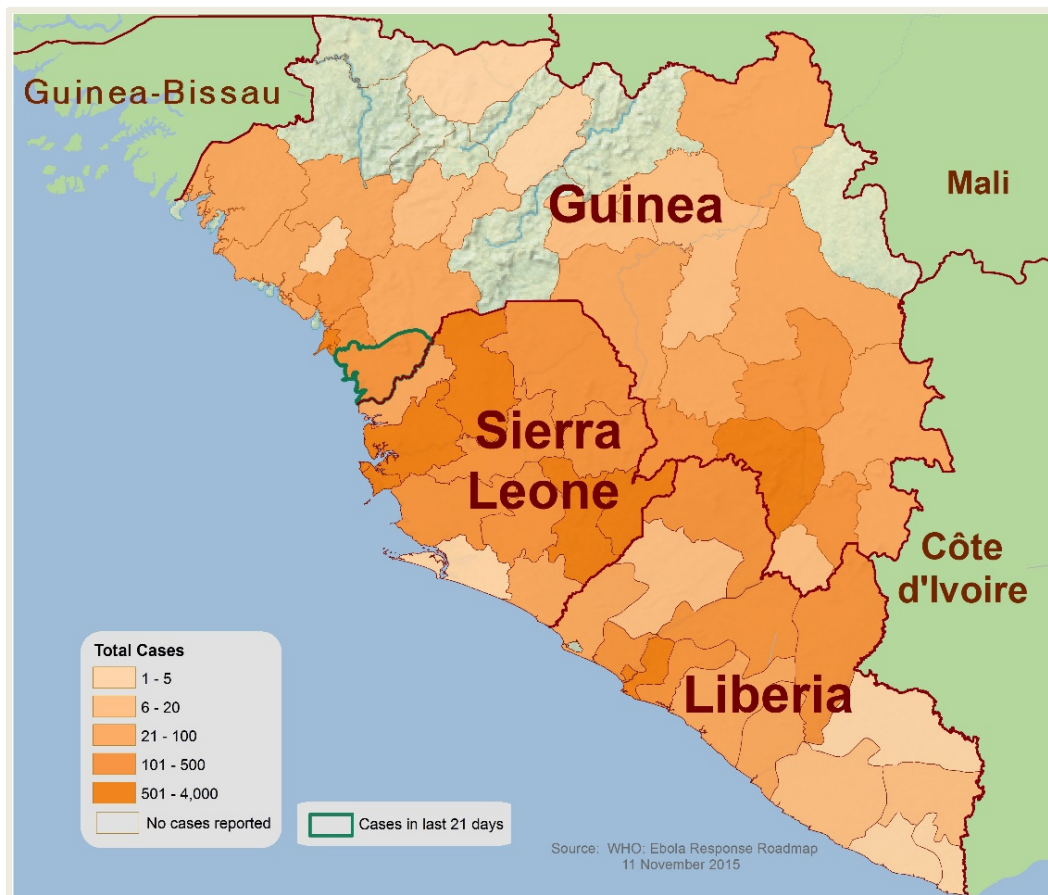 Guinea-Bissau
Mali
Guinea
Sierra
Leone
Côte
d'Ivoire
Liberia
Total Cases
1 - 5
6 - 20
21 - 100
101 - 500
501 - 4,000
No cases reported
Cases in last 21 days
Source: WHO: Ebola Response Roadmap
11 November 2015